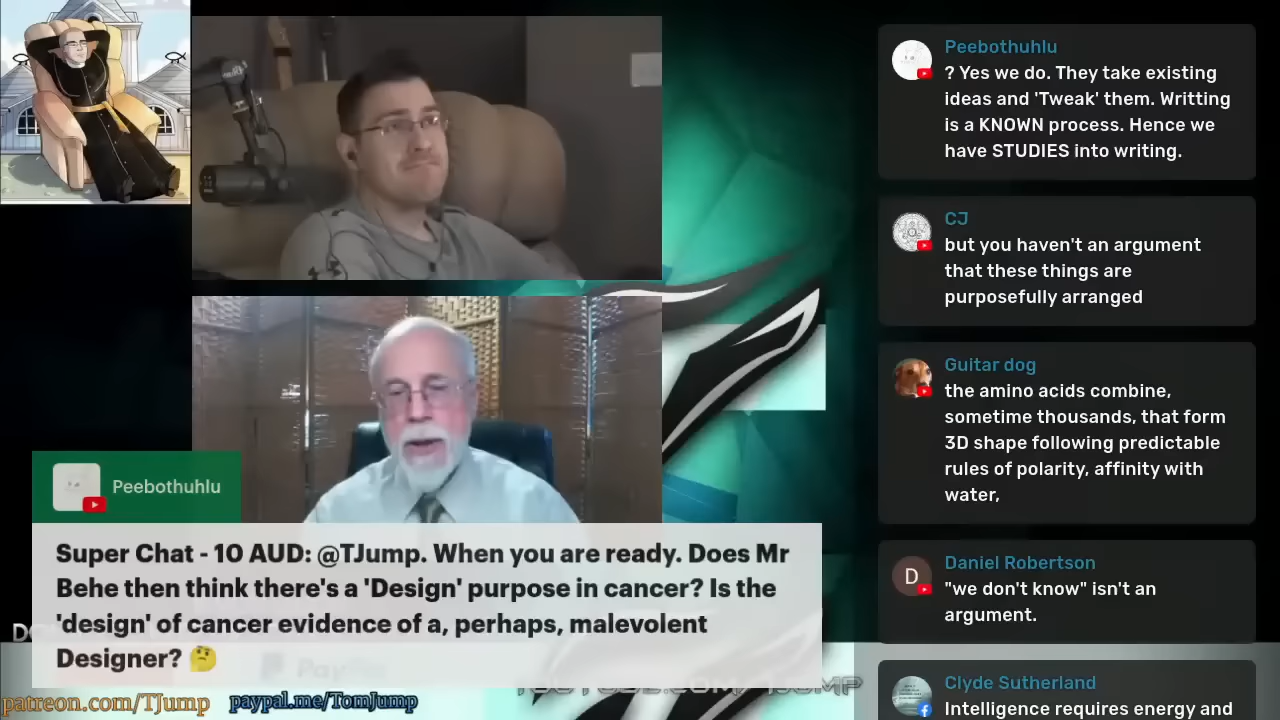 Peebothuhlu
? Yes we do. They take existing
ideas and 'Tweak' them. Writting
is a KNOWN process. Hence we
have STUDIES into writing.
CJ
but you haven't an argument
that these things are
purposefully arranged
Guitar dog
the amino acids combine,
sometime thousands, that form
3D shape following predictable
rules of polarity, affinity with
water,
D
Daniel Robertson
"we don't know" isn't an
argument.
Clyde Sutherland
Intelligence requires energy and
Peebothuhlu
Super Chat - 10 AUD: @TJump. When you are ready. Does Mr
Behe then think there's a 'Design' purpose in cancer? Is the
'design' of cancer evidence of a, perhaps, malevolent
Designer? 🤔
YOUTUBE.COM/TJUMP
patreon.com/TJump
paypal.me/TomJump